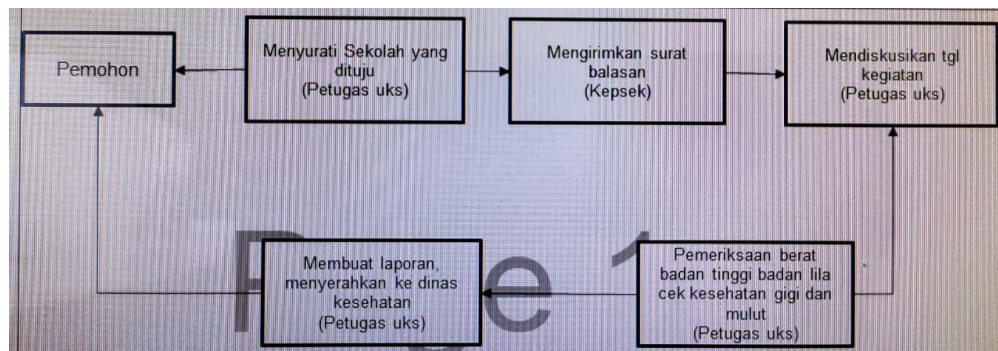 Pemohon
Menyurati Sekolah yang
dituju
(Petugas uks)
Mengirimkan surat
balasan
(Kepsek)
Mendiskusikan tgl
kegiatan
(Petugas uks)
Membuat laporan,
menyerahkan ke dinas
kesehatan
(Petugas uks)
Pemeriksaan berat
badan tinggi badan lila
cek kesehatan gigi dan
mulut
(Petugas uks)
Page 1